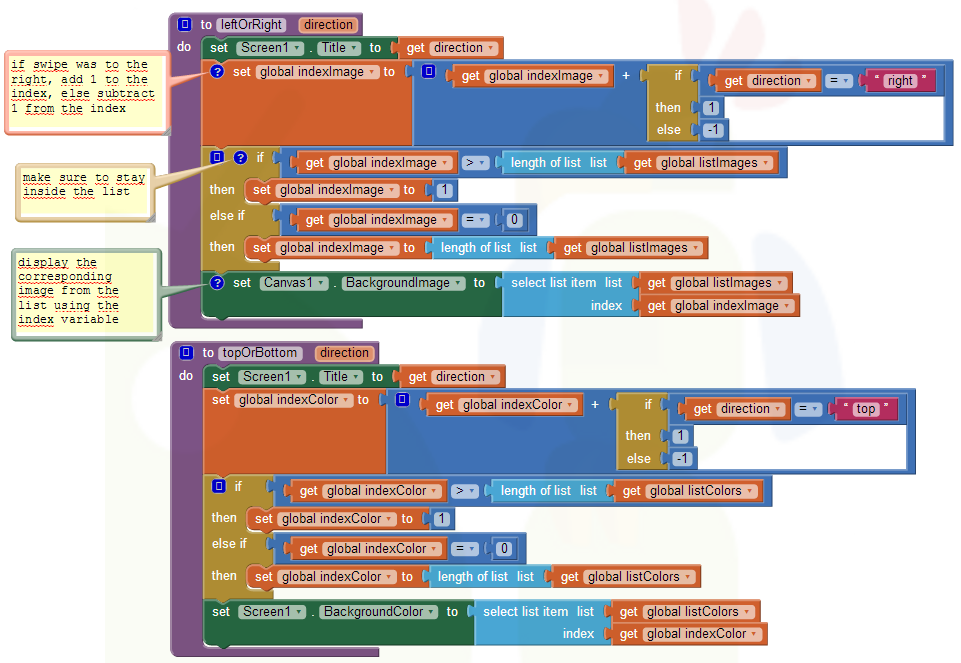 to leftOrRight direction
do set Screen1 . Title to get direction
if swipe was to the
right, add 1 to the
index, else subtract
1 from the index
? set global indexImage to get global indexImage + if get direction = " right "
then 1
else -1
make sure to stay
inside the list
? if get global indexImage > length of list list get global listImages
then set global indexImage to 1
else if get global indexImage = 0
then set global indexImage to length of list list get global listImages
display the
corresponding
image from the
list using the
index variable
? set Canvas1 . BackgroundImage to select list item list get global listImages
index get global indexImage
to topOrBottom direction
do set Screen1 . Title to get direction
set global indexColor to get global indexColor + if get direction = " top "
then 1
else -1
if get global indexColor > length of list list get global listColors
then set global indexColor to 1
else if get global indexColor = 0
then set global indexColor to length of list list get global listColors
set Screen1 . BackgroundColor to select list item list get global listColors
index get global indexColor